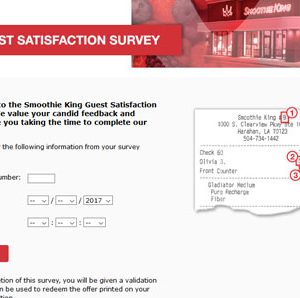 SMOOTHIE KING
ST SATISFACTION SURVEY
to the Smoothie King Guest Satisfaction
e value your candid feedback and
e you taking the time to complete our
the following information from your survey
umber:
-- / -- / 2017
-- : -- : --
tion of this survey, you will be given a validation
n be used to redeem the offer printed on your
Smoothie King #
1
S. Clearview Pkwy Ste
Harahan, LA 70123
504-734-1442
Check 60
Olivia S.
2
Front Counter
3
Gladiator Medium
Pure Recharge
Fiber